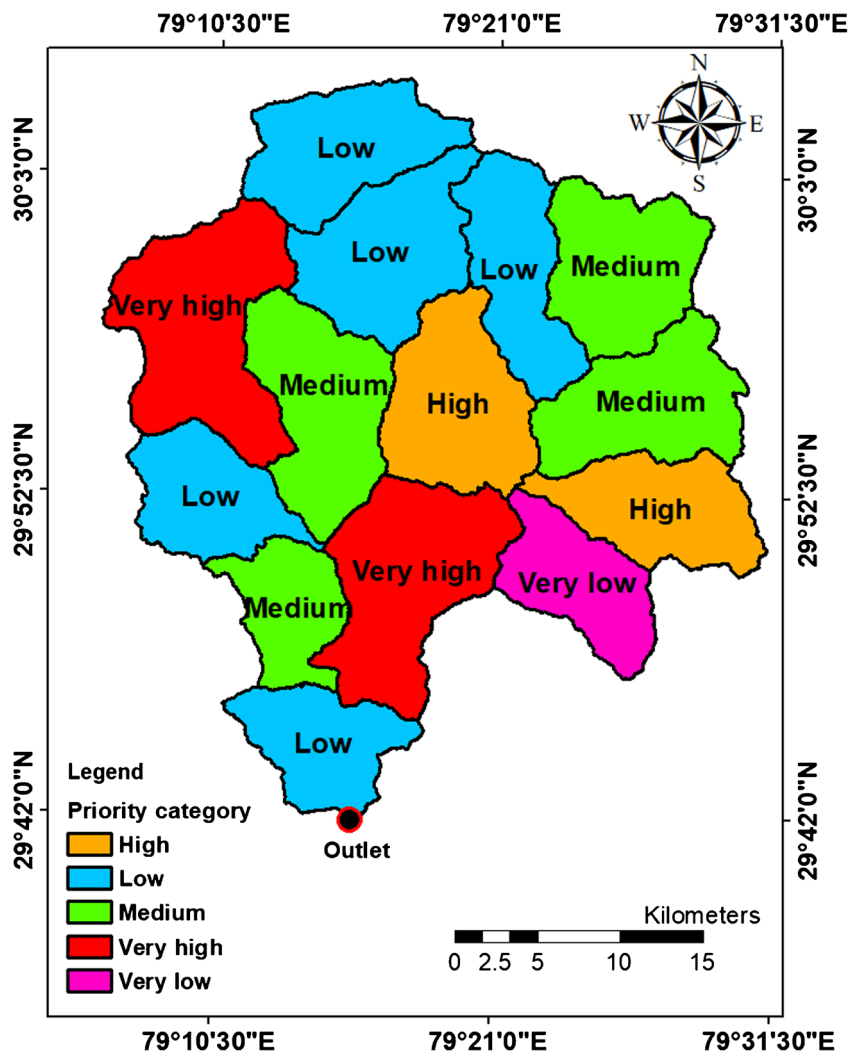 79°10'30"E 79°21'0"E 79°31'30"E
N
W E
S
30°3'0"N
30°3'0"N
Low
Low
Low
Medium
Very high
Medium
High
Medium
29°52'30"N
29°52'30"N
Low
High
Very high
Very low
Medium
Low
29°42'0"N
29°42'0"N
Outlet
Legend
Priority category
High
Low
Medium
Very high
Very low
Kilometers
0 2.5 5 10 15
79°10'30"E 79°21'0"E 79°31'30"E